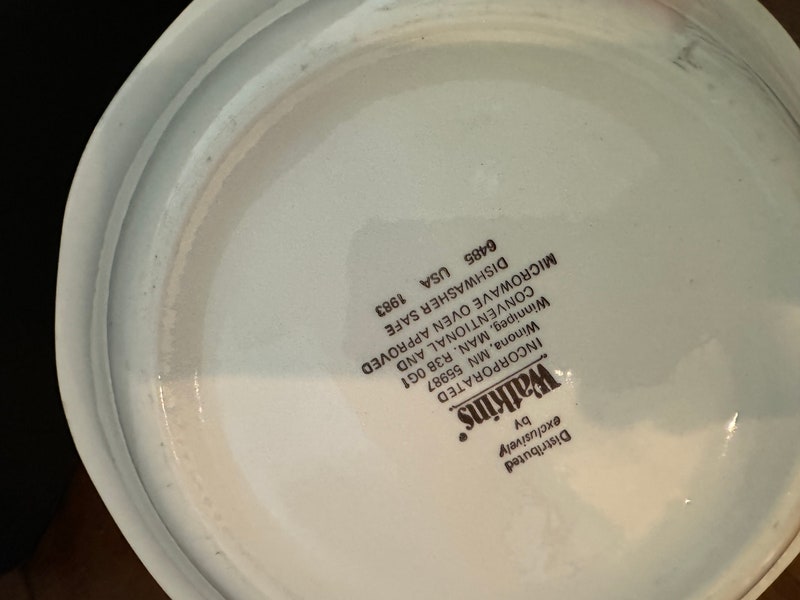 Distributed
exclusively
by
Watkins®
INCORPORATED
Winona, MN 55987
Winnipeg, MAN. R3B 0G1
CONVENTIONAL AND
MICROWAVE OVEN APPROVED
DISHWASHER SAFE
6485 USA 1983